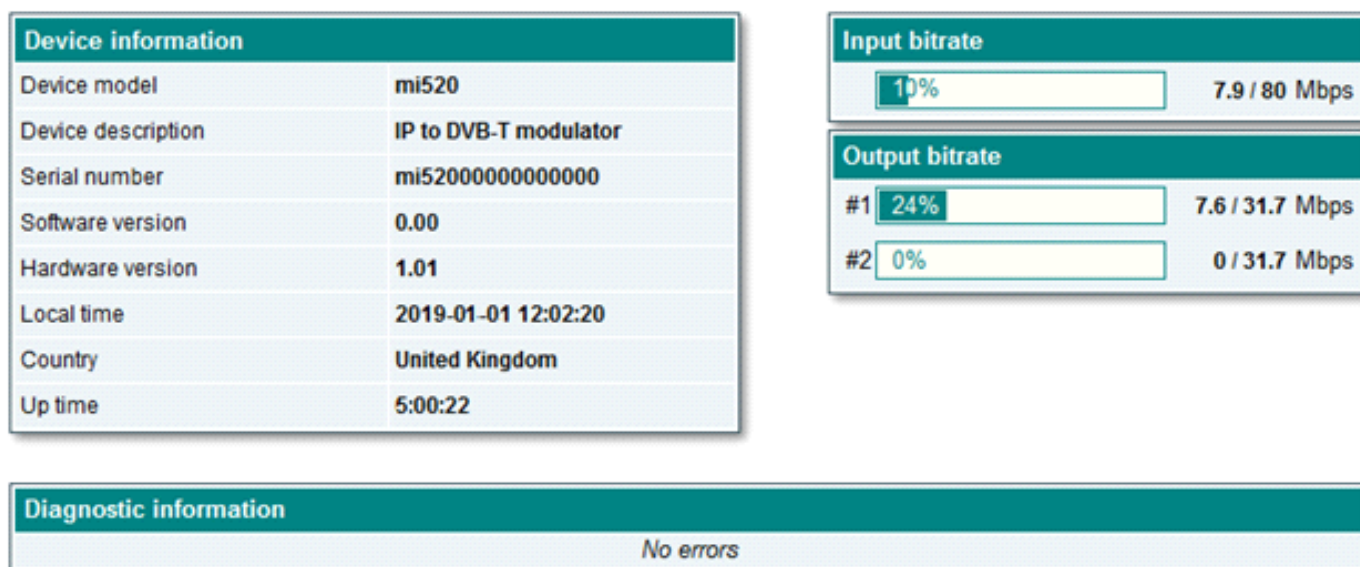 Device information
Device model mi520
Device description IP to DVB-T modulator
Serial number mi52000000000000
Software version 0.00
Hardware version 1.01
Local time 2019-01-01 12:02:20
Country United Kingdom
Up time 5:00:22
Input bitrate
10% 7.9 / 80 Mbps
Output bitrate
#1 24% 7.6 / 31.7 Mbps
#2 0% 0 / 31.7 Mbps
Diagnostic information
No errors